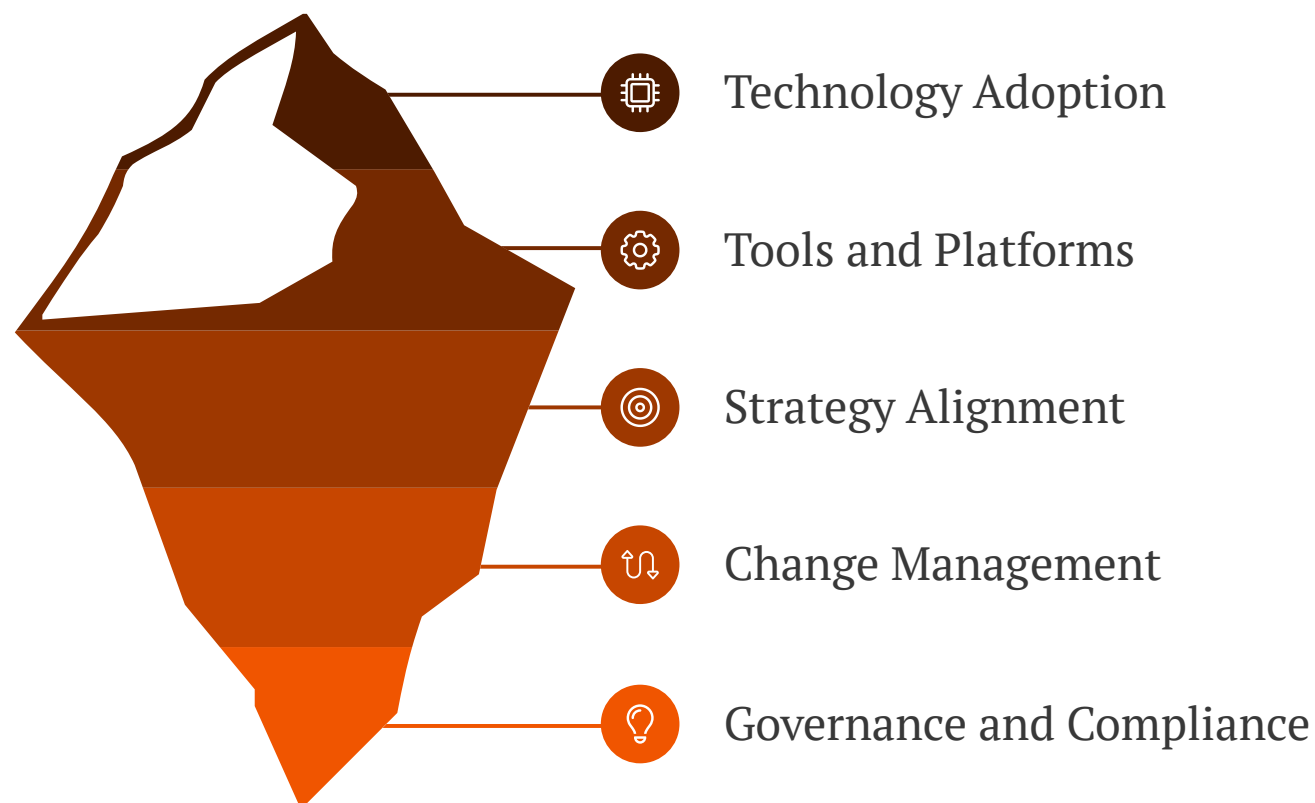 Technology Adoption
Tools and Platforms
Strategy Alignment
Change Management
Governance and Compliance